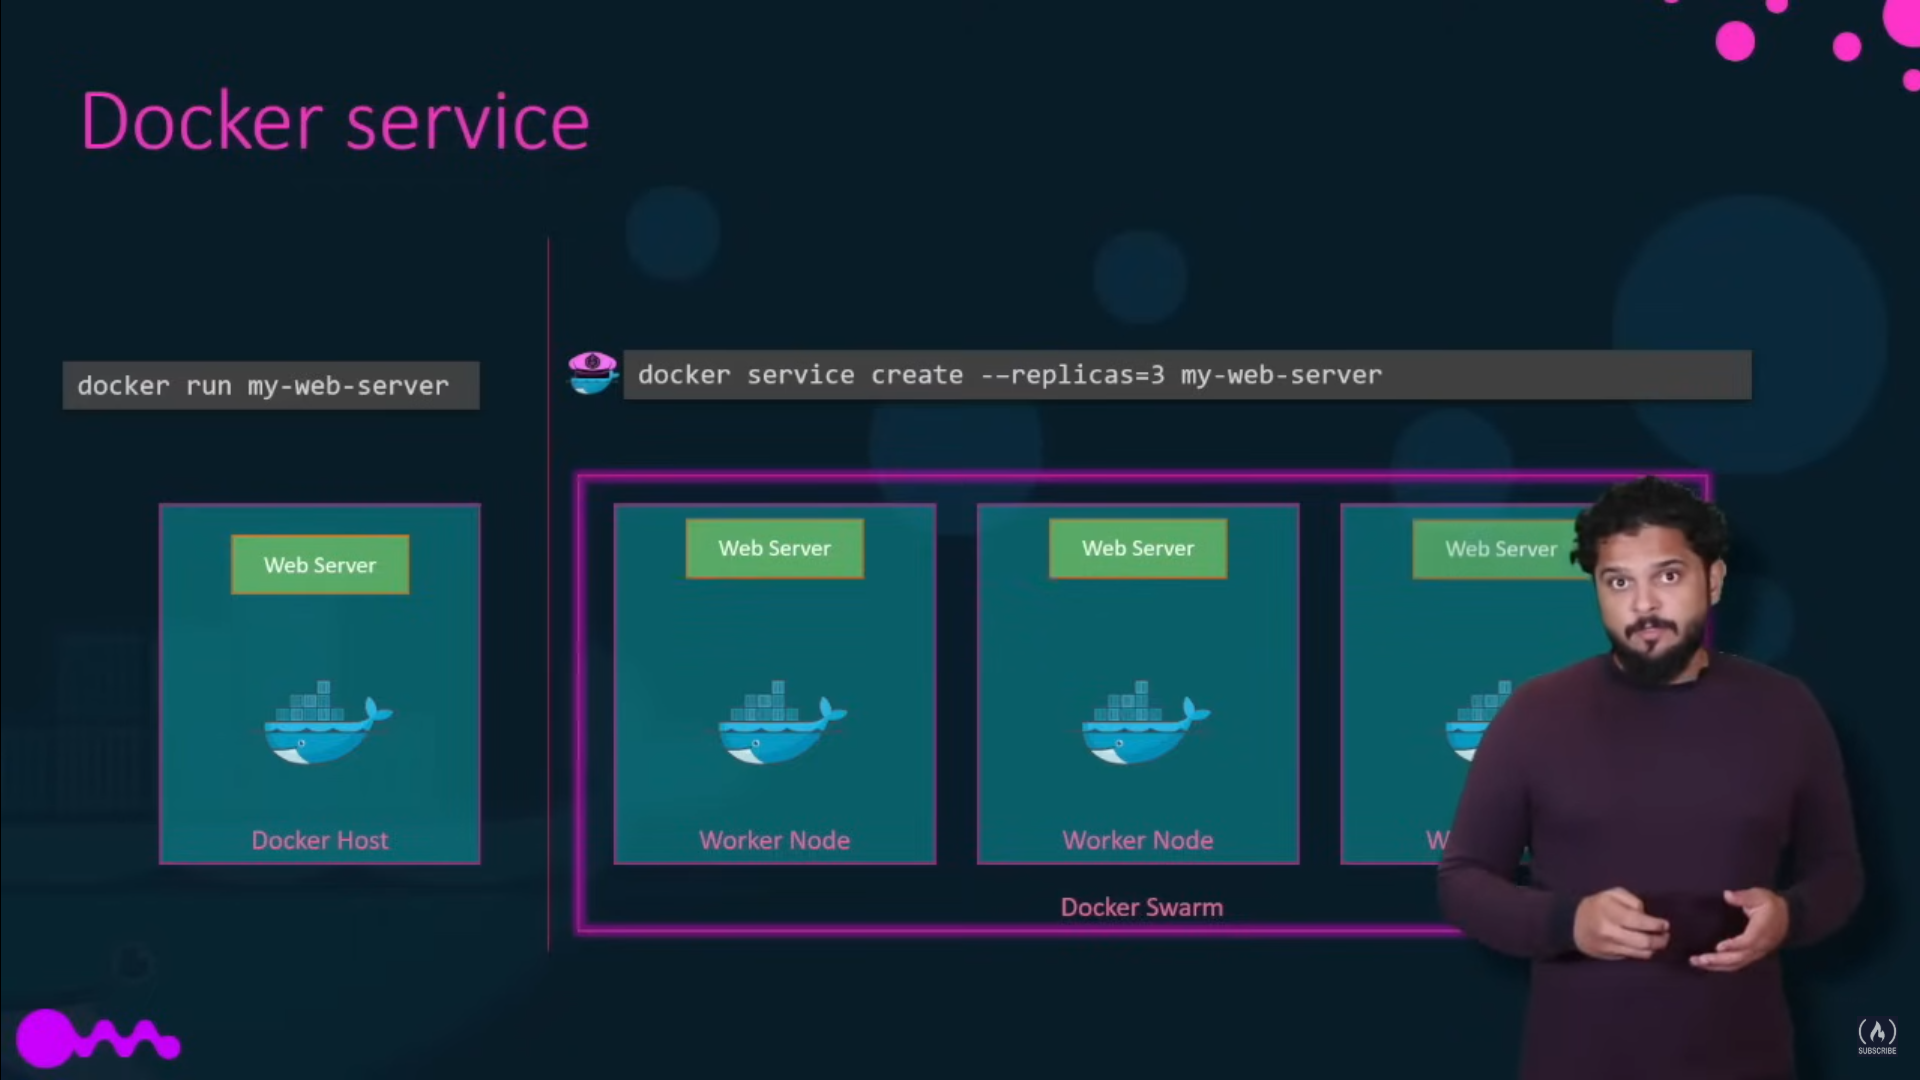 Docker service
docker run my-web-server
docker service create --replicas=3 my-web-server
Web Server
Docker Host
Web Server
Web Server
Web Server
Worker Node
Worker Node
Docker Swarm
SUBSCRIBE